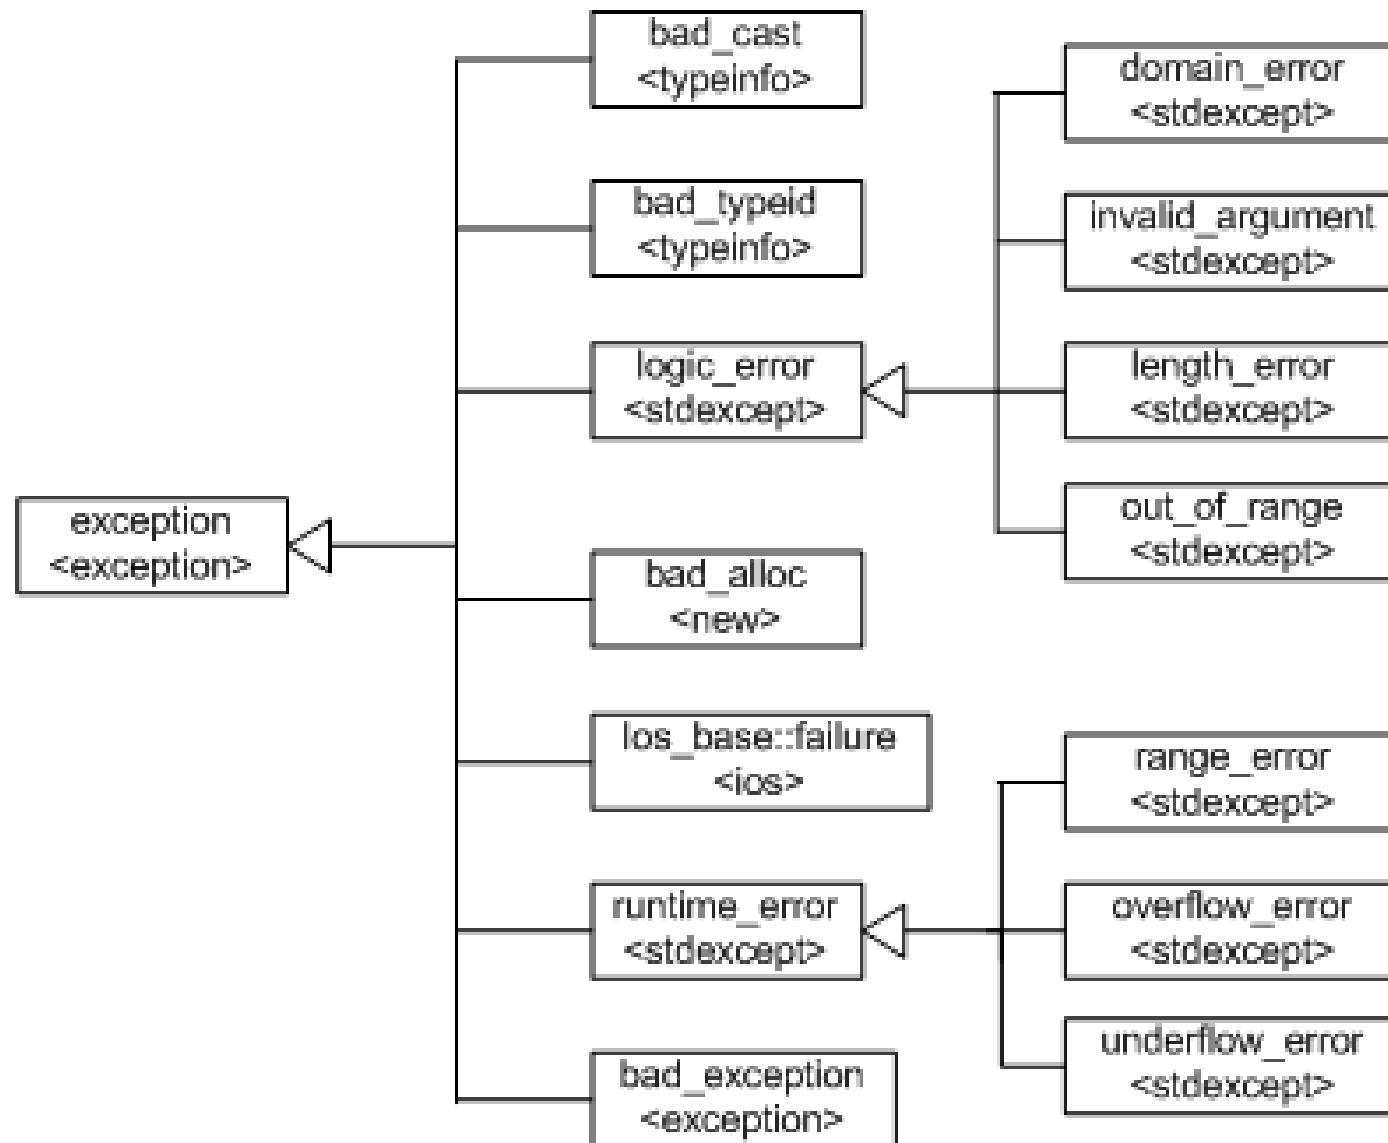 exception
<exception>
bad_cast
<typeinfo>
bad_typeid
<typeinfo>
logic_error
<stdexcept>
bad_alloc
<new>
Ios_base::failure
<ios>
runtime_error
<stdexcept>
bad_exception
<exception>
domain_error
<stdexcept>
invalid_argument
<stdexcept>
length_error
<stdexcept>
out_of_range
<stdexcept>
range_error
<stdexcept>
overflow_error
<stdexcept>
underflow_error
<stdexcept>